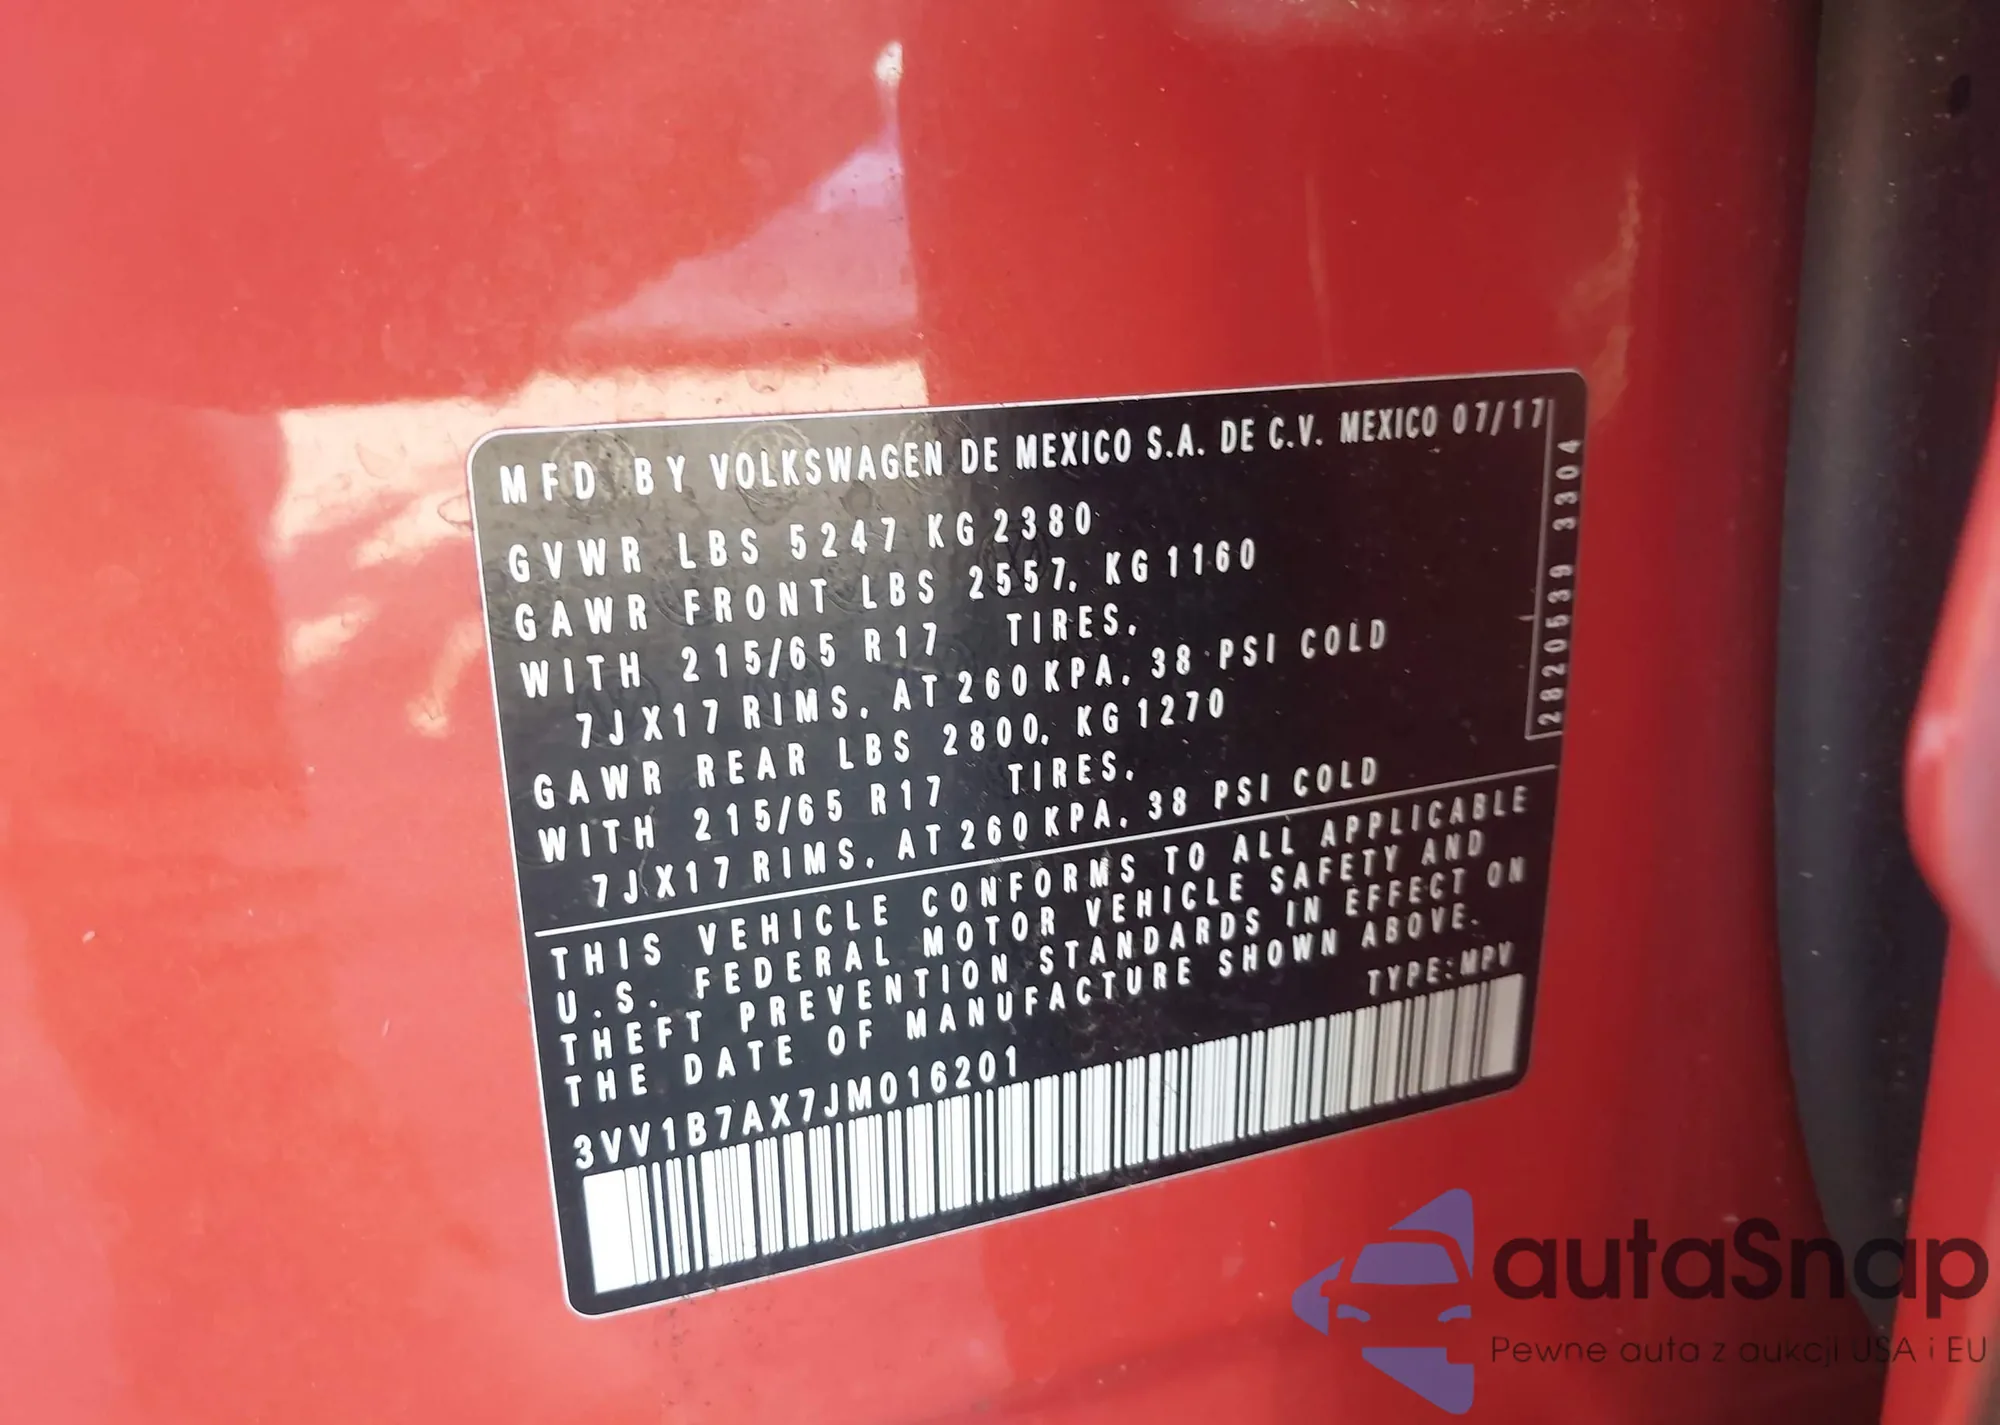 MFD BY VOLKSWAGEN DE MEXICO S.A. DE C.V. MEXICO 07/17
GVWR LBS 5247 KG 2380
GAWR FRONT LBS 2557, KG 1160
WITH 215/65 R17 TIRES,
7JX17 RIMS, AT 260 KPA, 38 PSI COLD
GAWR REAR LBS 2800, KG 1270
WITH 215/65 R17 TIRES,
7JX17 RIMS, AT 260 KPA, 38 PSI COLD
2820539 3304
THIS VEHICLE CONFORMS TO ALL APPLICABLE
U.S. FEDERAL MOTOR VEHICLE SAFETY AND
THEFT PREVENTION STANDARDS IN EFFECT ON
THE DATE OF MANUFACTURE SHOWN ABOVE.
TYPE:MPV
3VV1B7AX7JM016201
autaSnap
Pewne auta z aukcji USA i EU